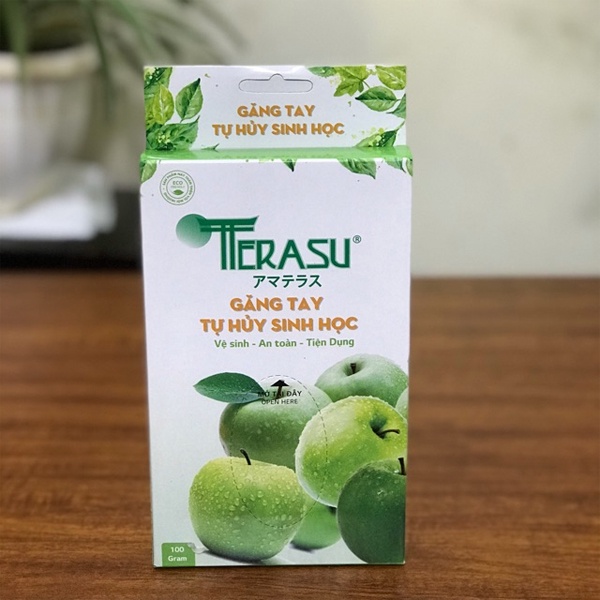 GĂNG TAY
TỰ HỦY SINH HỌC
ECO
TERASU®
アマテラス
GĂNG TAY
TỰ HỦY SINH HỌC
Vệ sinh - An toàn - Tiện Dụng
MỞ TẠI ĐÂY
OPEN HERE
100
Gram